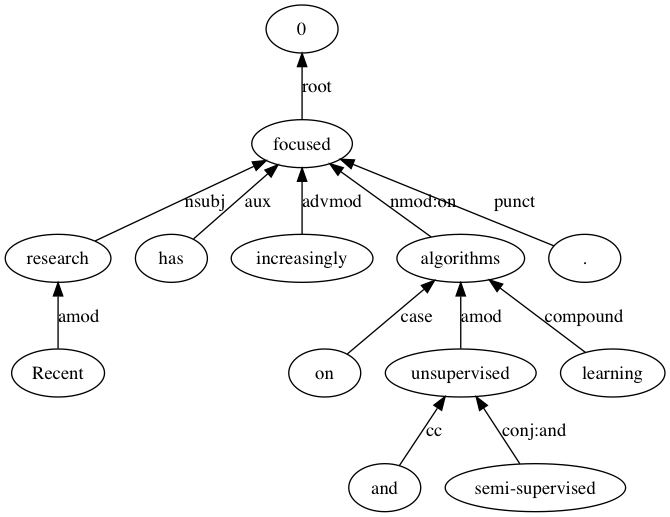 0
root
focused
nsubj aux advmod nmod:on punct
research has increasingly algorithms .
amod case amod compound
Recent on unsupervised learning
cc conj:and
and semi-supervised